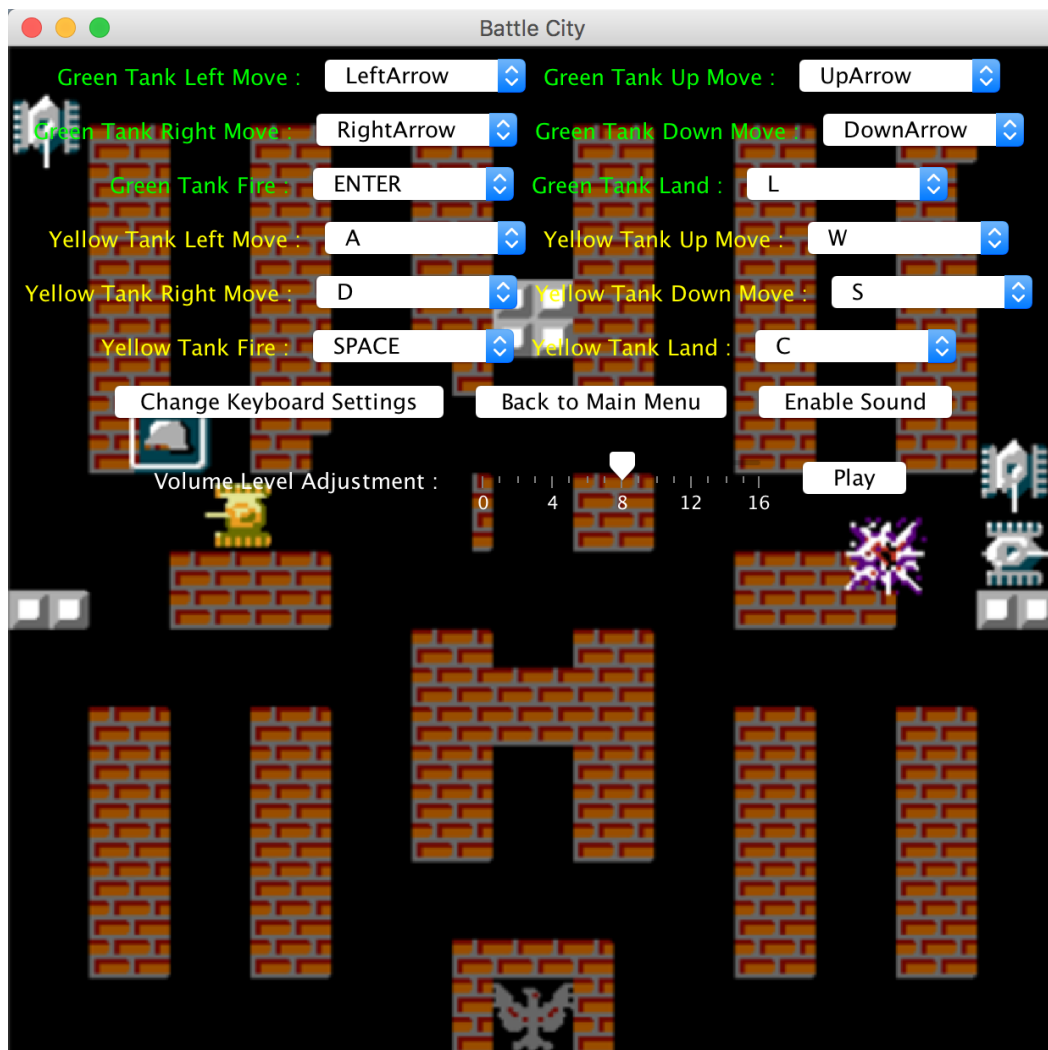 Battle City
Green Tank Left Move : LeftArrow Green Tank Up Move : UpArrow
Green Tank Right Move : RightArrow Green Tank Down Move : DownArrow
Green Tank Fire : ENTER Green Tank Land : L
Yellow Tank Left Move : A Yellow Tank Up Move : W
Yellow Tank Right Move : D Yellow Tank Down Move : S
Yellow Tank Fire : SPACE Yellow Tank Land : C
Change Keyboard Settings Back to Main Menu Enable Sound
Volume Level Adjustment : Play
0 4 8 12 16